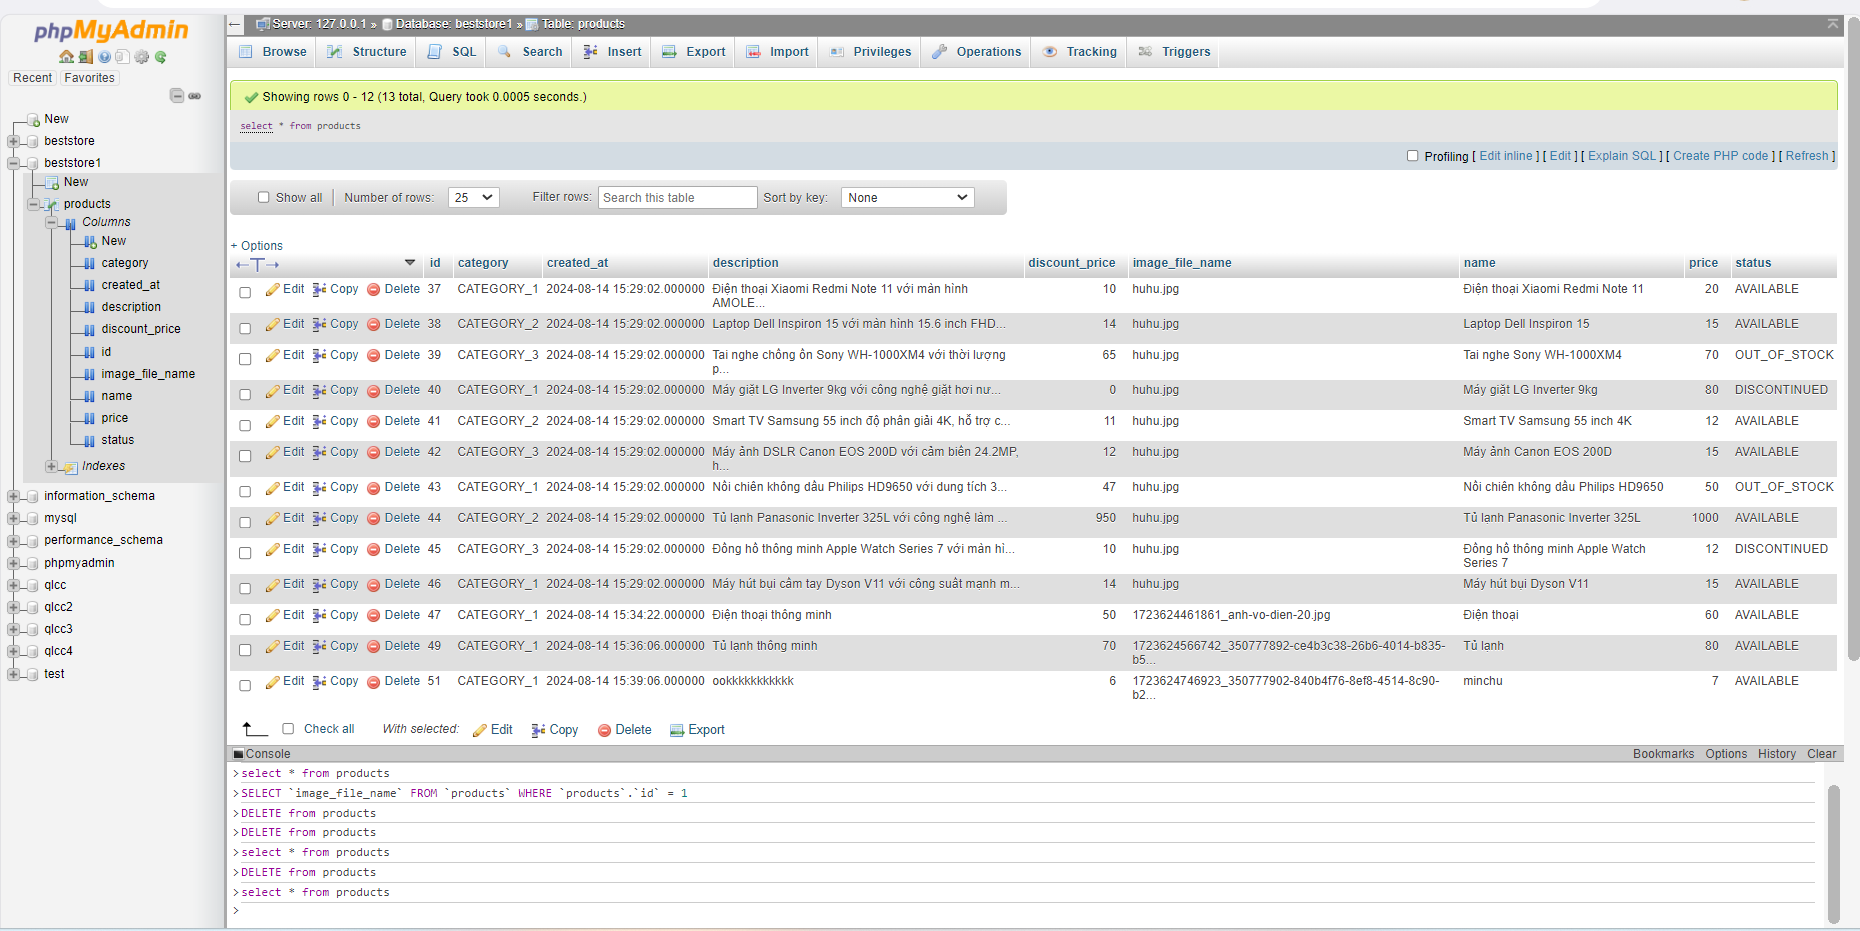 phpMyAdmin
Recent Favorites
New
beststore
beststore1
New
products
Columns
New
category
created_at
description
discount_price
id
image_file_name
name
price
status
Indexes
information_schema
mysql
performance_schema
phpmyadmin
qlcc
qlcc2
qlcc3
qlcc4
test
Server: 127.0.0.1 » Database: beststore1 » Table: products
Browse Structure SQL Search Insert Export Import Privileges Operations Tracking Triggers
Showing rows 0 - 12 (13 total, Query took 0.0005 seconds.)
select * from products
Profiling [ Edit inline ] [ Edit ] [ Explain SQL ] [ Create PHP code ] [ Refresh ]
Show all Number of rows: 25 Filter rows: Search this table Sort by key: None
+ Options
←T→ id category created_at description discount_price image_file_name name price status
Edit Copy Delete 37 CATEGORY_1 2024-08-14 15:29:02.000000 Điện thoại Xiaomi Redmi Note 11 với màn hình 10 huhu.jpg Điện thoại Xiaomi Redmi Note 11 20 AVAILABLE
AMOLE...
Edit Copy Delete 38 CATEGORY_2 2024-08-14 15:29:02.000000 Laptop Dell Inspiron 15 với màn hình 15.6 inch FHD... 14 huhu.jpg Laptop Dell Inspiron 15 15 AVAILABLE
Edit Copy Delete 39 CATEGORY_3 2024-08-14 15:29:02.000000 Tai nghe chống ồn Sony WH-1000XM4 với thời lượng 65 huhu.jpg Tai nghe Sony WH-1000XM4 70 OUT_OF_STOCK
p...
Edit Copy Delete 40 CATEGORY_1 2024-08-14 15:29:02.000000 Máy giặt LG Inverter 9kg với công nghệ giặt hơi nư... 0 huhu.jpg Máy giặt LG Inverter 9kg 80 DISCONTINUED
Edit Copy Delete 41 CATEGORY_2 2024-08-14 15:29:02.000000 Smart TV Samsung 55 inch độ phân giải 4K, hỗ trợ c... 11 huhu.jpg Smart TV Samsung 55 inch 4K 12 AVAILABLE
Edit Copy Delete 42 CATEGORY_3 2024-08-14 15:29:02.000000 Máy ảnh DSLR Canon EOS 200D với cảm biến 24.2MP, 12 huhu.jpg Máy ảnh Canon EOS 200D 15 AVAILABLE
h...
Edit Copy Delete 43 CATEGORY_1 2024-08-14 15:29:02.000000 Nồi chiên không dầu Philips HD9650 với dung tích 3... 47 huhu.jpg Nồi chiên không dầu Philips HD9650 50 OUT_OF_STOCK
Edit Copy Delete 44 CATEGORY_2 2024-08-14 15:29:02.000000 Tủ lạnh Panasonic Inverter 325L với công nghệ làm ... 950 huhu.jpg Tủ lạnh Panasonic Inverter 325L 1000 AVAILABLE
Edit Copy Delete 45 CATEGORY_3 2024-08-14 15:29:02.000000 Đồng hồ thông minh Apple Watch Series 7 với màn hì... 10 huhu.jpg Đồng hồ thông minh Apple Watch 12 DISCONTINUED
Series 7
Edit Copy Delete 46 CATEGORY_1 2024-08-14 15:29:02.000000 Máy hút bụi cầm tay Dyson V11 với công suất mạnh m... 14 huhu.jpg Máy hút bụi Dyson V11 15 AVAILABLE
Edit Copy Delete 47 CATEGORY_1 2024-08-14 15:34:22.000000 Điện thoại thông minh 50 1723624461861_anh-vo-dien-20.jpg Điện thoại 60 AVAILABLE
Edit Copy Delete 49 CATEGORY_1 2024-08-14 15:36:06.000000 Tủ lạnh thông minh 70 1723624566742_350777892-ce4b3c38-26b6-4014-b835- Tủ lạnh 80 AVAILABLE
b5...
Edit Copy Delete 51 CATEGORY_1 2024-08-14 15:39:06.000000 ookkkkkkkkkkk 6 1723624746923_350777902-840b4f76-8ef8-4514-8c90- minchu 7 AVAILABLE
b2...
Check all With selected: Edit Copy Delete Export
Console Bookmarks Options History Clear
>select * from products
>SELECT `image_file_name` FROM `products` WHERE `products`.`id` = 1
>DELETE from products
>DELETE from products
>select * from products
>DELETE from products
>select * from products
>